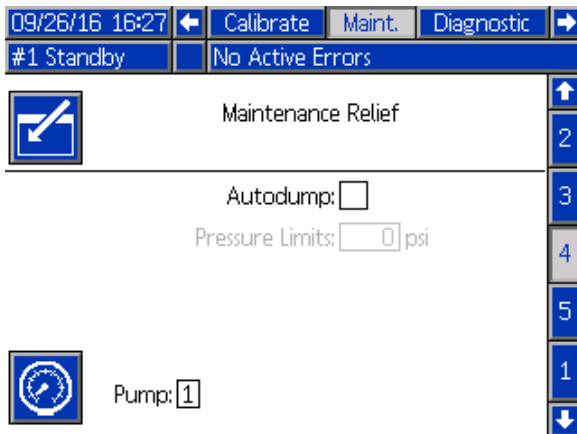 09/26/16 16:27 Calibrate Maint. Diagnostic
#1 Standby No Active Errors
Maintenance Relief
2
Autodump:
3
Pressure Limits: 0 psi
4
5
1
Pump: 1